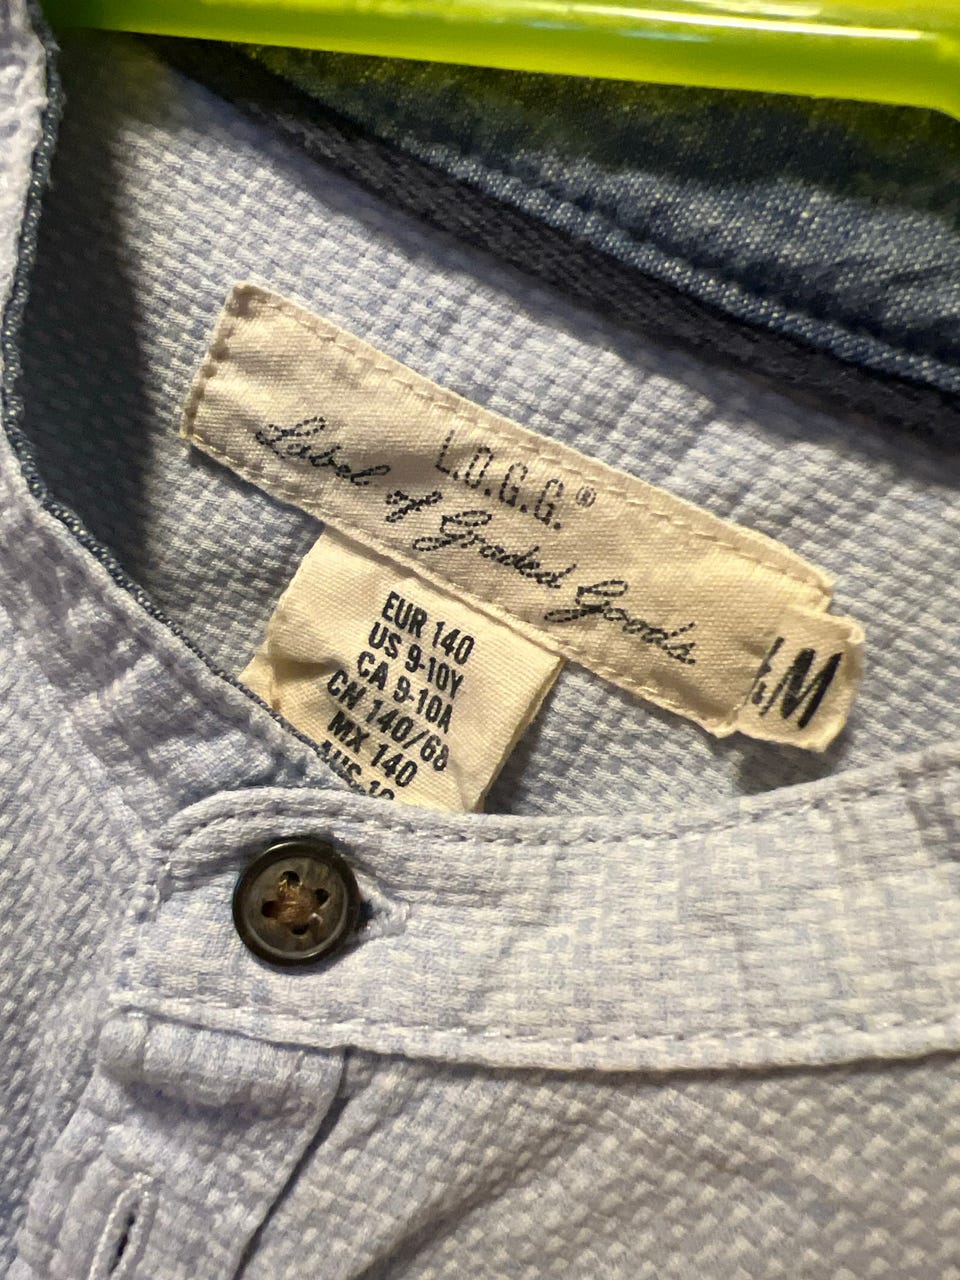 L.O.G.G.®
Label of Graded Goods
EUR 140
US 9-10Y
CA 9-10A
CN 140/68
MX 140